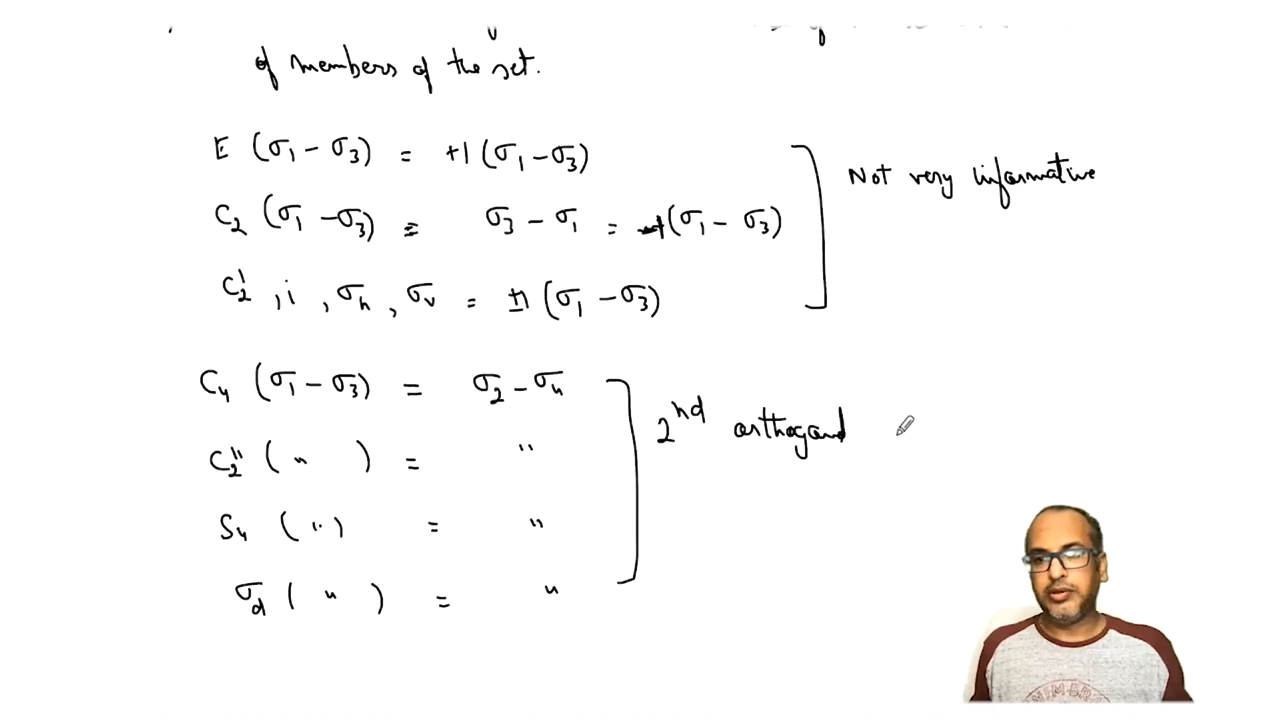 of members of the set.
E (σ1 − σ3) = +1 (σ1 − σ3)
Not very informative
C2 (σ1 − σ3) = σ3 − σ1 = −1 (σ1 − σ3)
C2' , i , σh , σv = ±1 (σ1 − σ3)
C4 (σ1 − σ3) = σ2 − σ4
2nd orthogonal
C2" ( " ) = "
S4 ( " ) = "
σd ( " ) = "